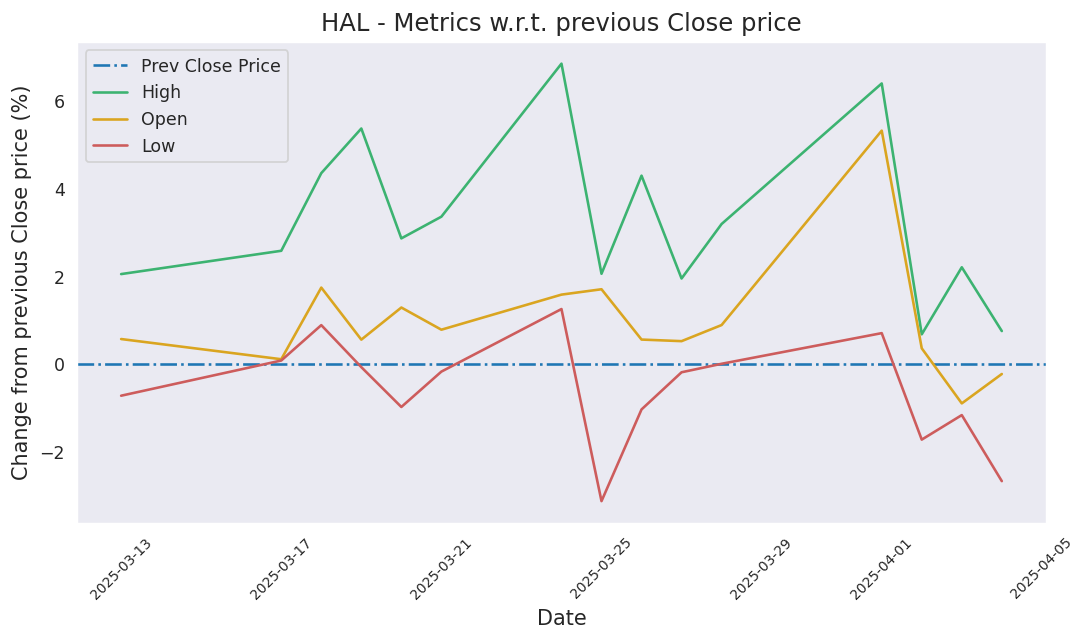 HAL - Metrics w.r.t. previous Close price
Prev Close Price
High
Open
Low
Change from previous Close price (%)
6
4
2
0
−2
2025-03-13
2025-03-17
2025-03-21
2025-03-25
2025-03-29
2025-04-01
2025-04-05
Date